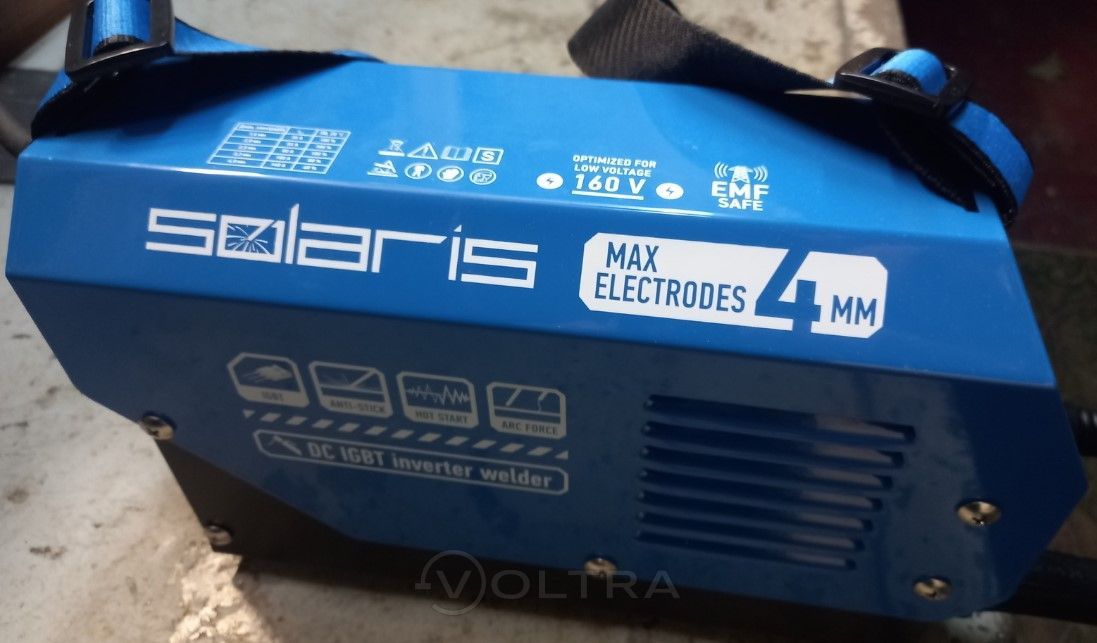 OPTIMIZED FOR
LOW VOLTAGE
160 V
EMF
SAFE
S
solaris
MAX
ELECTRODES
4 MM
IGBT
ANTI-STICK
HOT START
ARC FORCE
DC IGBT inverter welder
VOLTRA